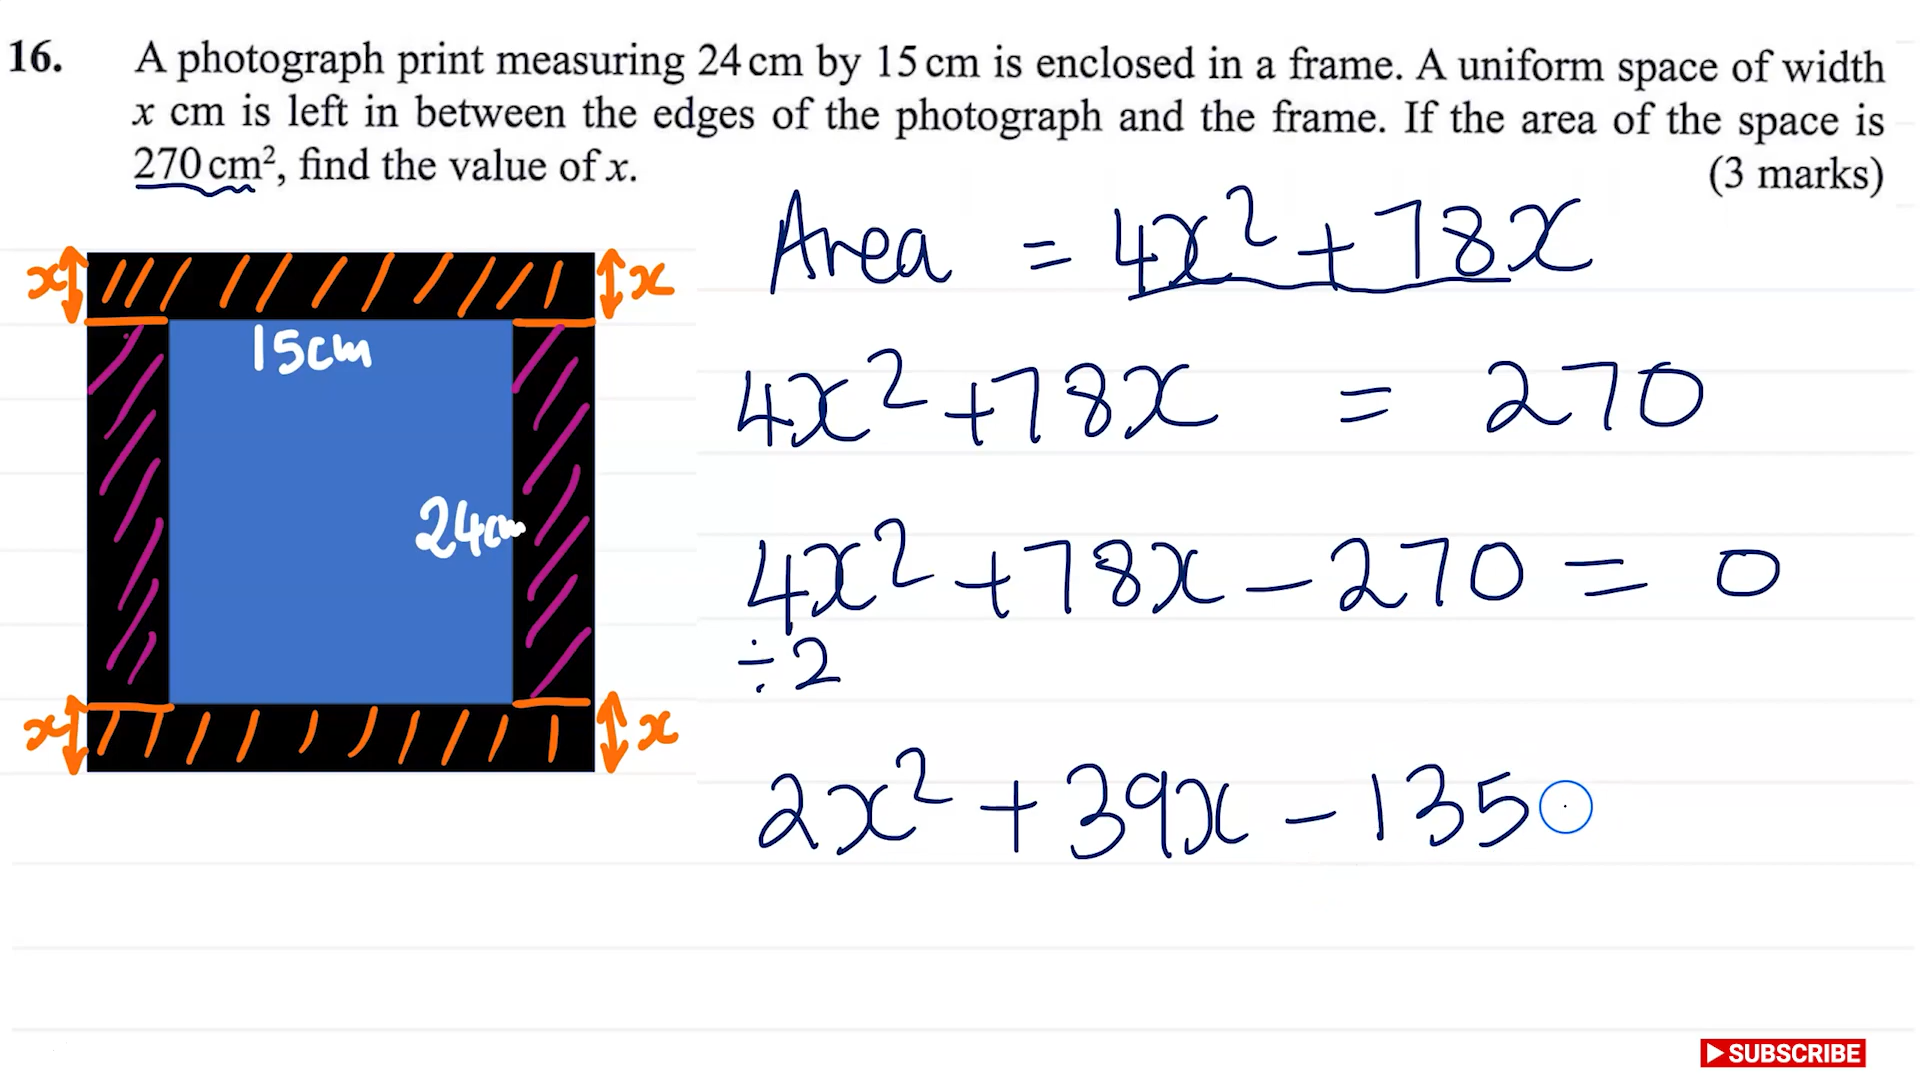 16. A photograph print measuring 24 cm by 15 cm is enclosed in a frame. A uniform space of width
x cm is left in between the edges of the photograph and the frame. If the area of the space is
270 cm², find the value of x.
(3 marks)
Area = 4x² + 78x
x
x
15cm
4x² + 78x = 270
24cm
4x² + 78x - 270 = 0
÷2
x
x
2x² + 39x - 135
SUBSCRIBE